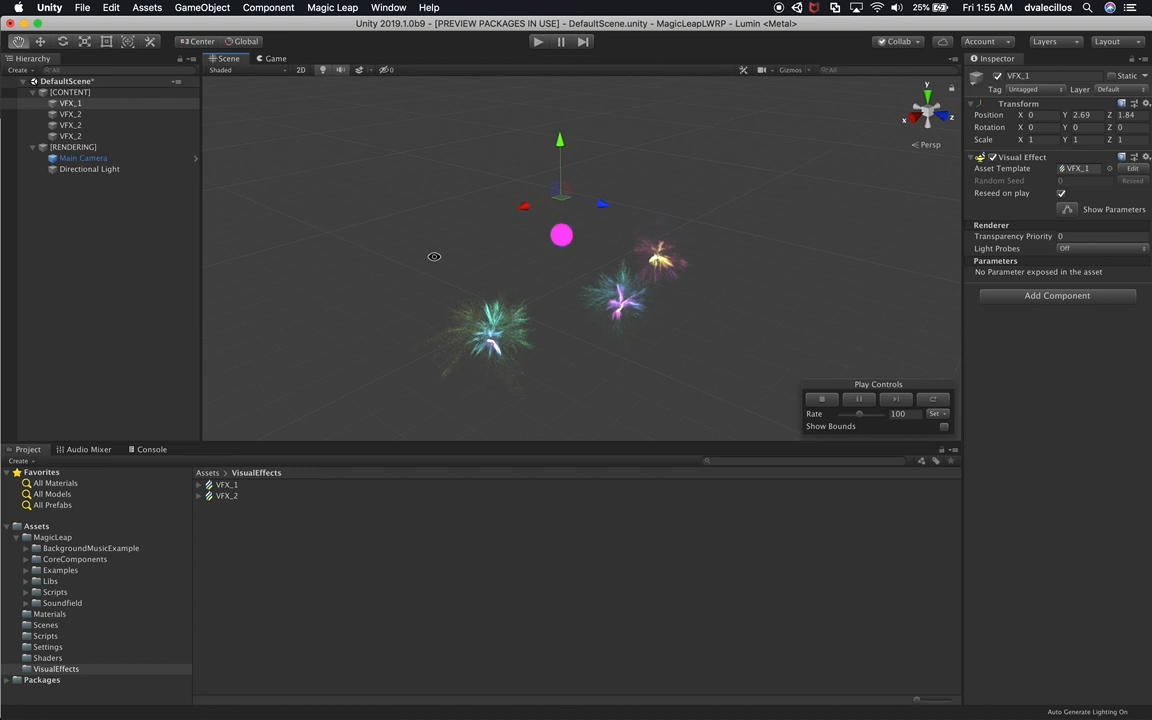 Unity File Edit Assets GameObject Component Magic Leap Window Help 25% Fri 1:55 AM dvalecillos
Unity 2019.1.0b9 - [PREVIEW PACKAGES IN USE] - DefaultScene.unity - MagicLeapLWRP - Lumin <Metal>
Center Global Collab Account Layers Layout
Hierarchy
Create All
DefaultScene*
[CONTENT]
VFX_1
VFX_2
VFX_2
VFX_2
[RENDERING]
Main Camera
Directional Light
Scene Game
Shaded 2D 0 Gizmos All
y
x
z
Persp
Play Controls
Rate 100 Set
Show Bounds
Inspector
VFX_1 Static
Tag Untagged Layer Default
Transform
Position X 0 Y 2.69 Z 1.84
Rotation X 0 Y 0 Z 0
Scale X 1 Y 1 Z 1
Visual Effect
Asset Template VFX_1 Edit
Random Seed 0 Reseed
Reseed on play
Show Parameters
Renderer
Transparency Priority 0
Light Probes Off
Parameters
No Parameter exposed in the asset
Add Component
Project Audio Mixer Console
Create
Favorites
All Materials
All Models
All Prefabs
Assets
MagicLeap
BackgroundMusicExample
CoreComponents
Examples
Libs
Scripts
Soundfield
Materials
Scenes
Scripts
Settings
Shaders
VisualEffects
Packages
Assets > VisualEffects
VFX_1
VFX_2
Auto Generate Lighting On